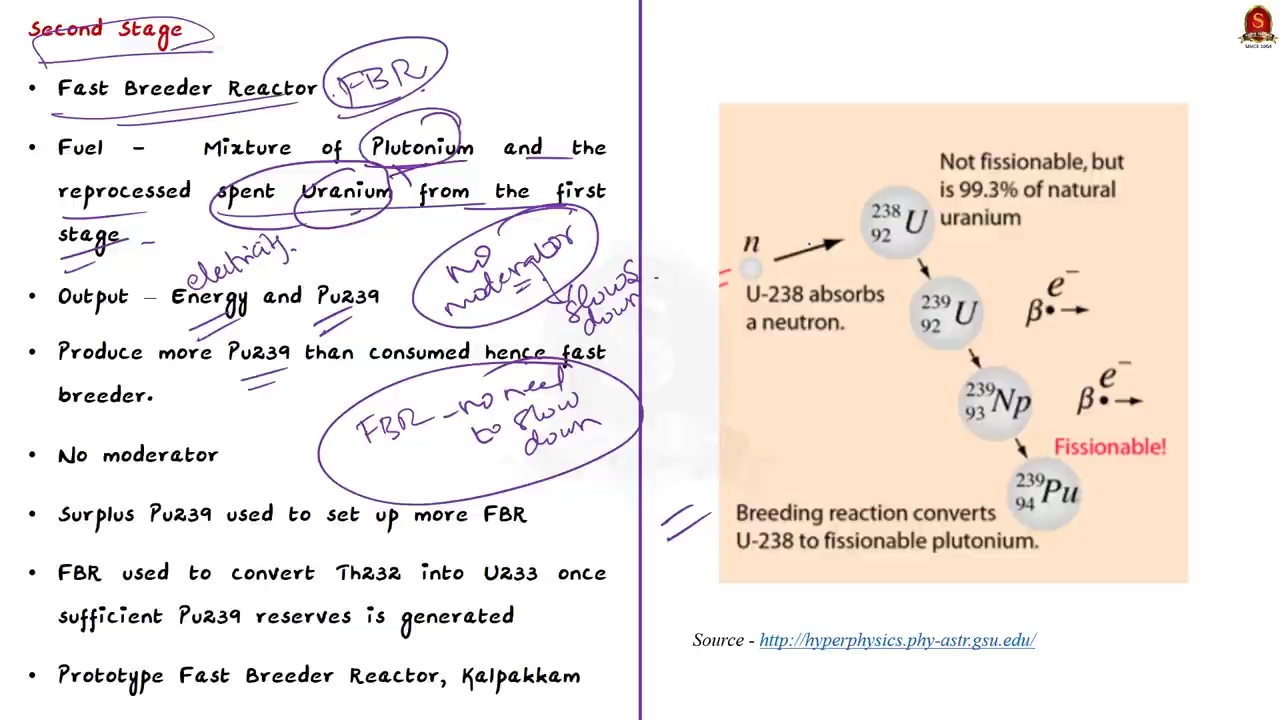 Second Stage
• Fast Breeder Reactor FBR
• Fuel – Mixture of Plutonium and the
reprocessed spent Uranium from the first
stage
electricity.
no
moderator
slows
down
• Output – Energy and Pu239
• Produce more Pu239 than consumed hence fast
breeder.
FBR - no need
to slow
down
• No moderator
• Surplus Pu239 used to set up more FBR
• FBR used to convert Th232 into U233 once
sufficient Pu239 reserves is generated
• Prototype Fast Breeder Reactor, Kalpakkam
S
SINCE 2004
Not fissionable, but
is 99.3% of natural
uranium
238 92 U
n
U-238 absorbs
a neutron.
239 92 U
β e−
239 93 Np
β e−
Fissionable!
239 94 Pu
Breeding reaction converts
U-238 to fissionable plutonium.
Source - http://hyperphysics.phy-astr.gsu.edu/